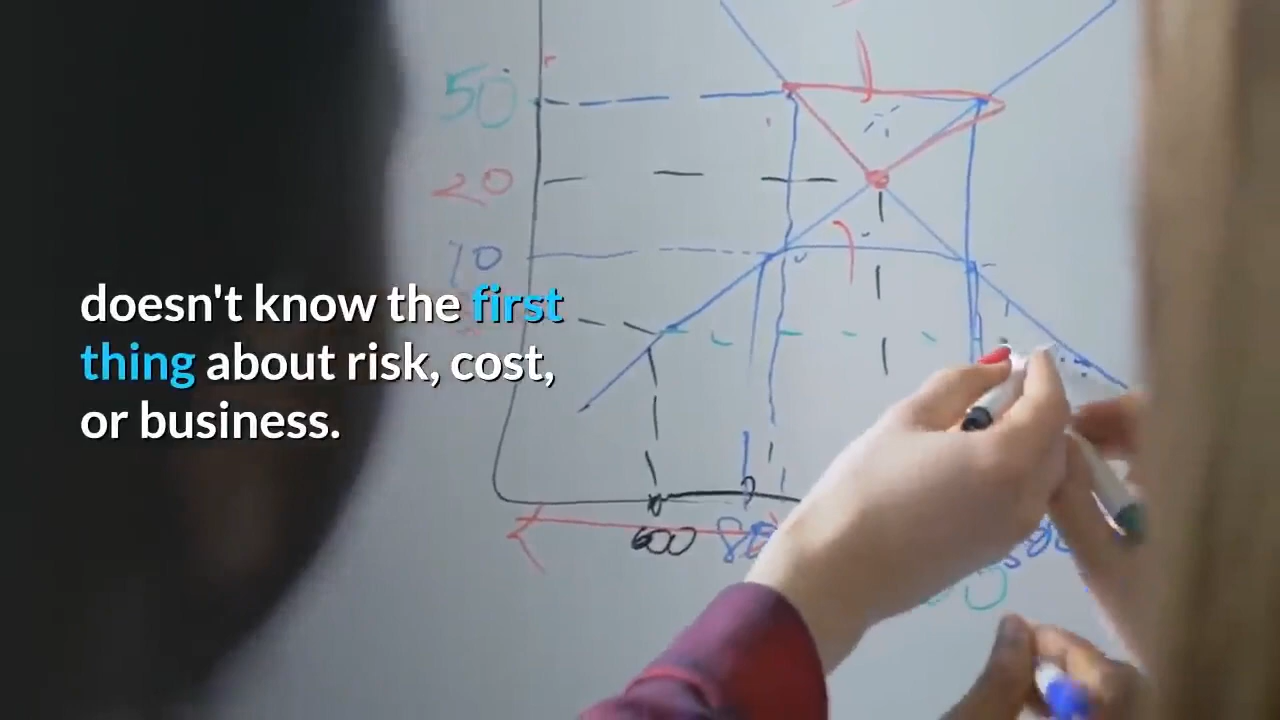 50
20
10
doesn't know the first
thing about risk, cost,
or business.
600